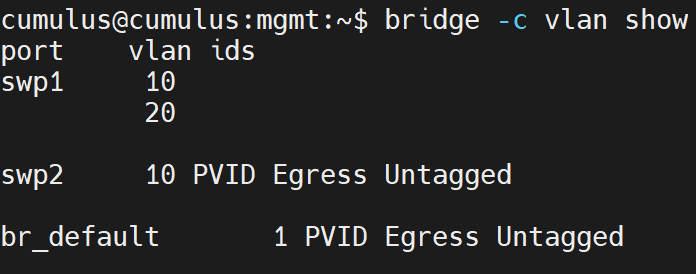 cumulus@cumulus:mgmt:~$ bridge -c vlan show
port    vlan ids
swp1     10
         20
swp2     10 PVID Egress Untagged
br_default       1 PVID Egress Untagged